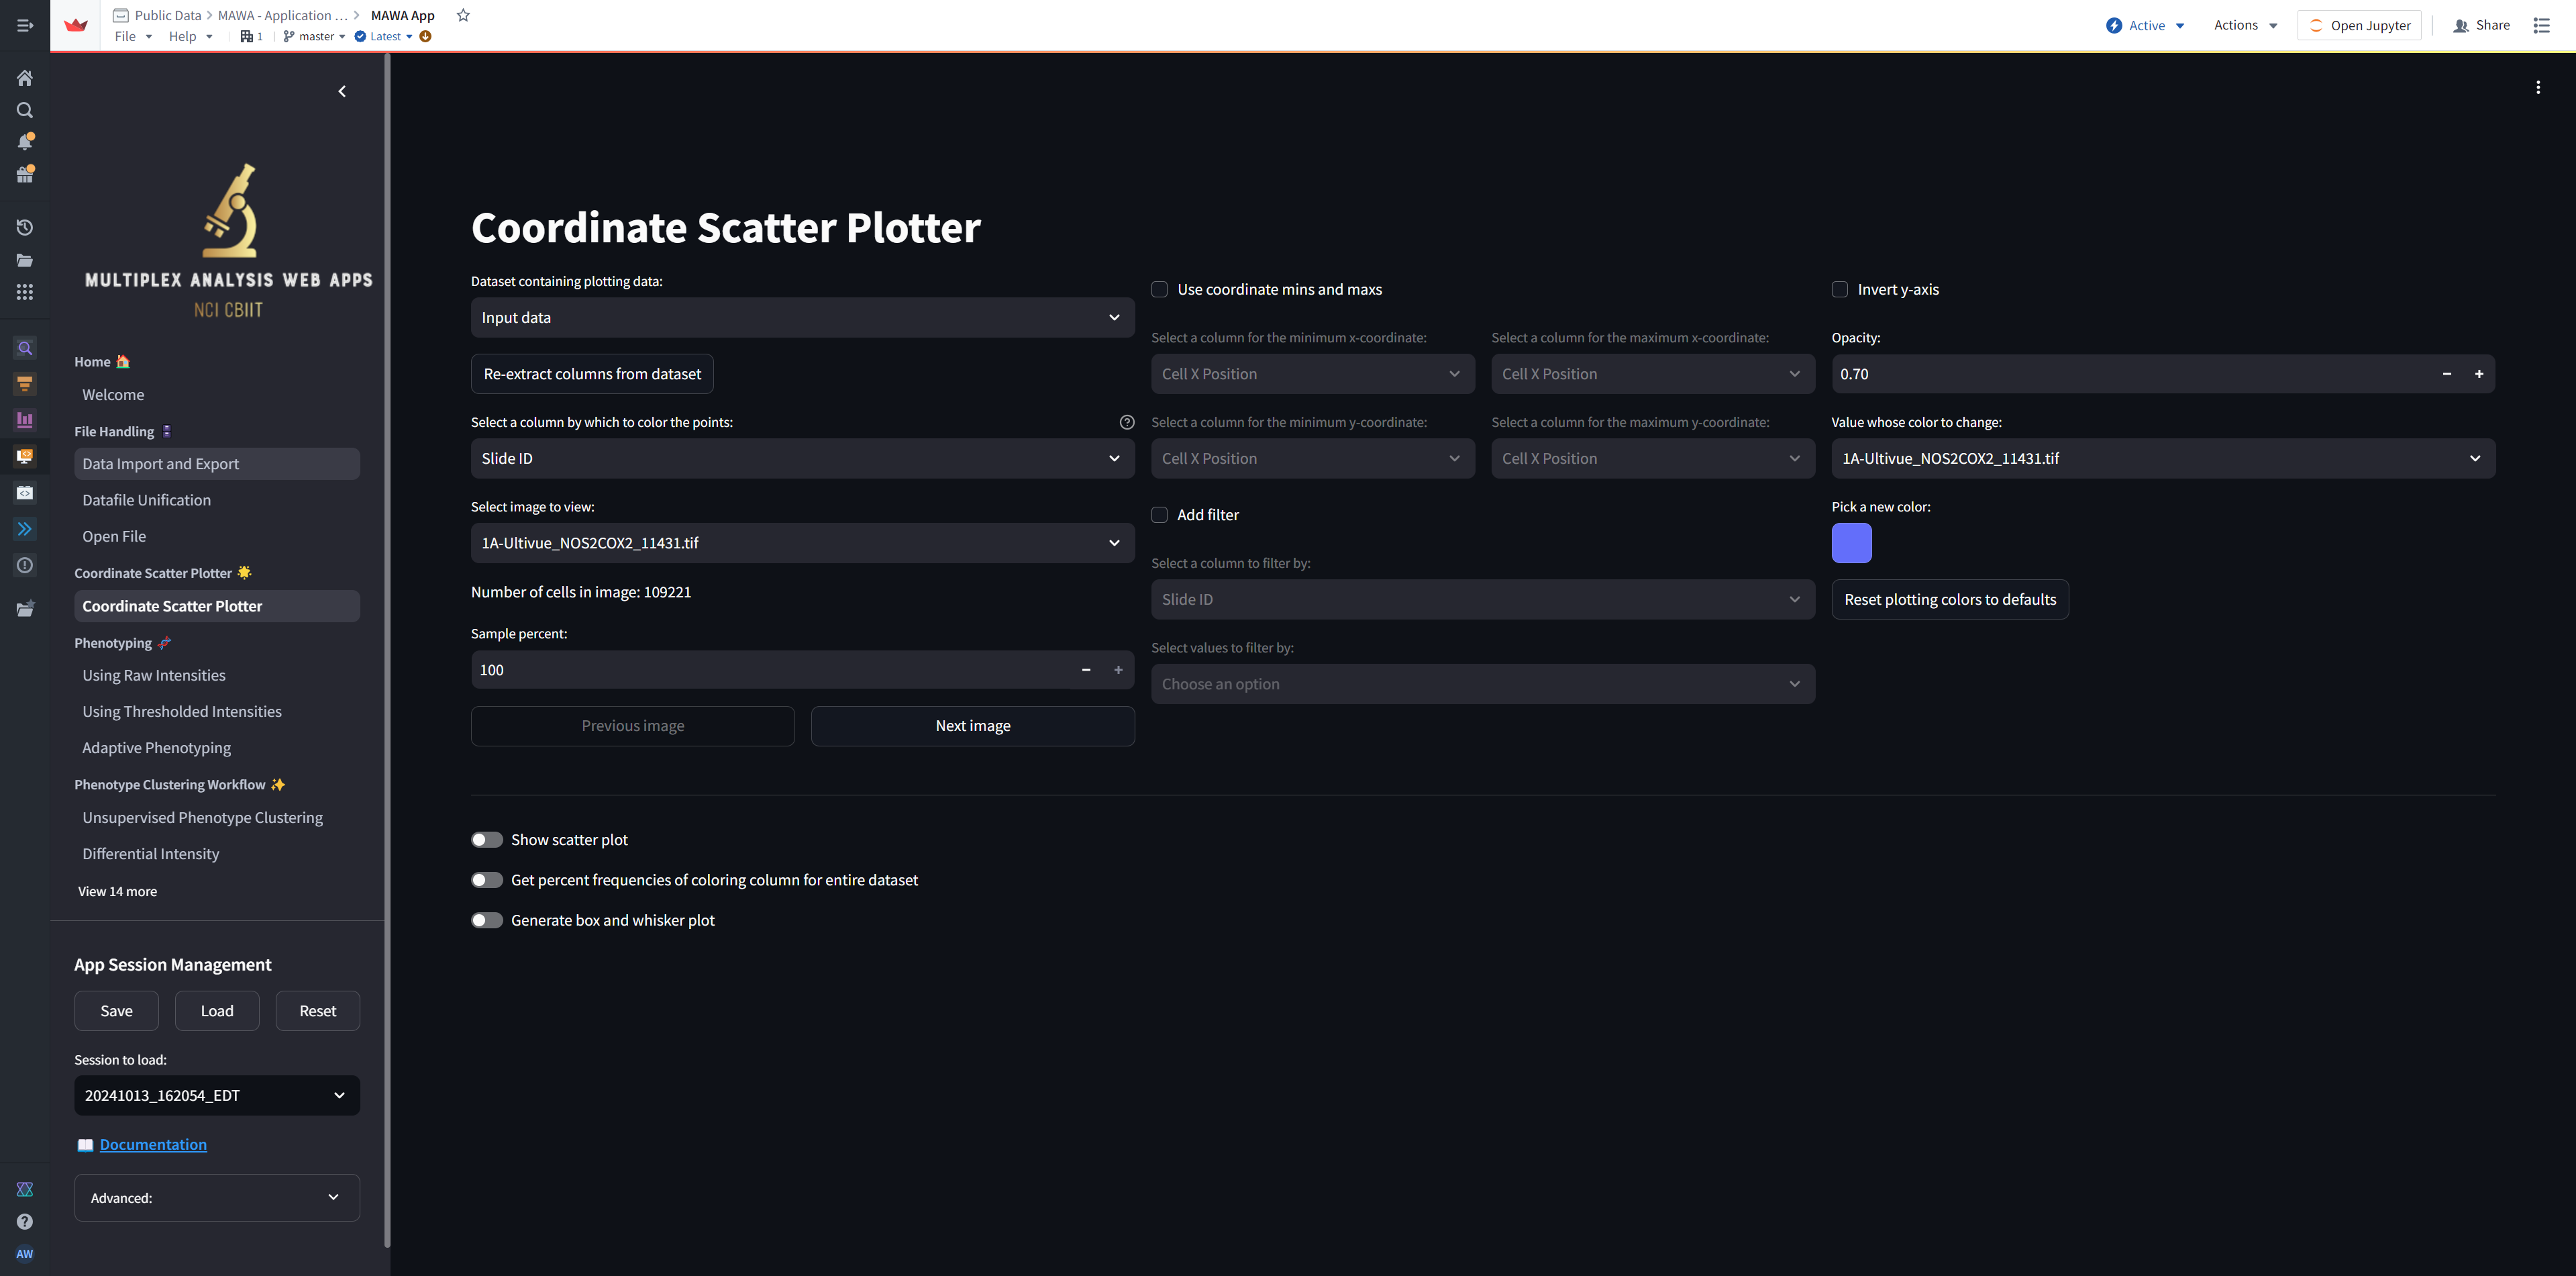 Public Data > MAWA - Application ... > MAWA App
File Help 1 master Latest
Active Actions Open Jupyter Share
MULTIPLEX ANALYSIS WEB APPS
NCI CBIIT
Home
Welcome
File Handling
Data Import and Export
Datafile Unification
Open File
Coordinate Scatter Plotter
Coordinate Scatter Plotter
Phenotyping
Using Raw Intensities
Using Thresholded Intensities
Adaptive Phenotyping
Phenotype Clustering Workflow
Unsupervised Phenotype Clustering
Differential Intensity
View 14 more
App Session Management
Save Load Reset
Session to load:
20241013_162054_EDT
Documentation
Advanced:
AW
Coordinate Scatter Plotter
Dataset containing plotting data:
Input data
Re-extract columns from dataset
Select a column by which to color the points:
Slide ID
Select image to view:
1A-Ultivue_NOS2COX2_11431.tif
Number of cells in image: 109221
Sample percent:
100
Previous image Next image
Use coordinate mins and maxs
Select a column for the minimum x-coordinate: Select a column for the maximum x-coordinate:
Cell X Position Cell X Position
Select a column for the minimum y-coordinate: Select a column for the maximum y-coordinate:
Cell X Position Cell X Position
Add filter
Select a column to filter by:
Slide ID
Select values to filter by:
Choose an option
Invert y-axis
Opacity:
0.70
Value whose color to change:
1A-Ultivue_NOS2COX2_11431.tif
Pick a new color:
Reset plotting colors to defaults
Show scatter plot
Get percent frequencies of coloring column for entire dataset
Generate box and whisker plot